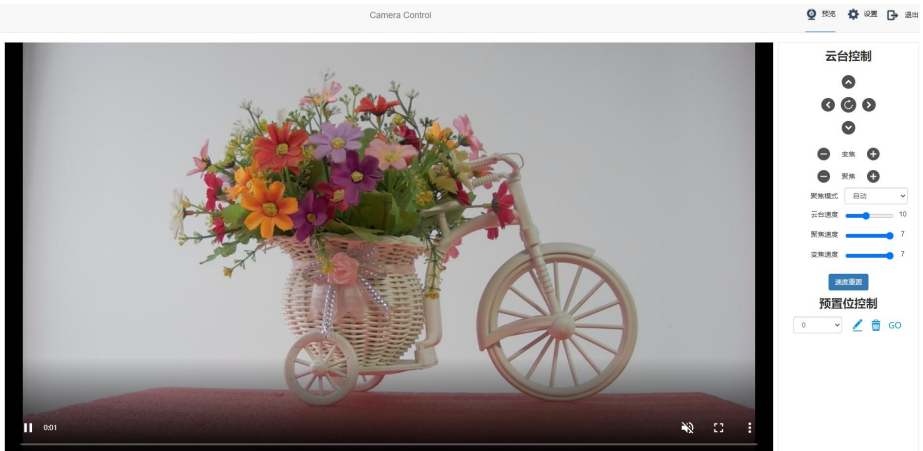 Camera Control
预览 设置 退出
云台控制
变焦
聚焦
聚焦模式 自动
云台速度 10
聚焦速度 7
变焦速度 7
速度重置
预置位控制
0 GO
0:01